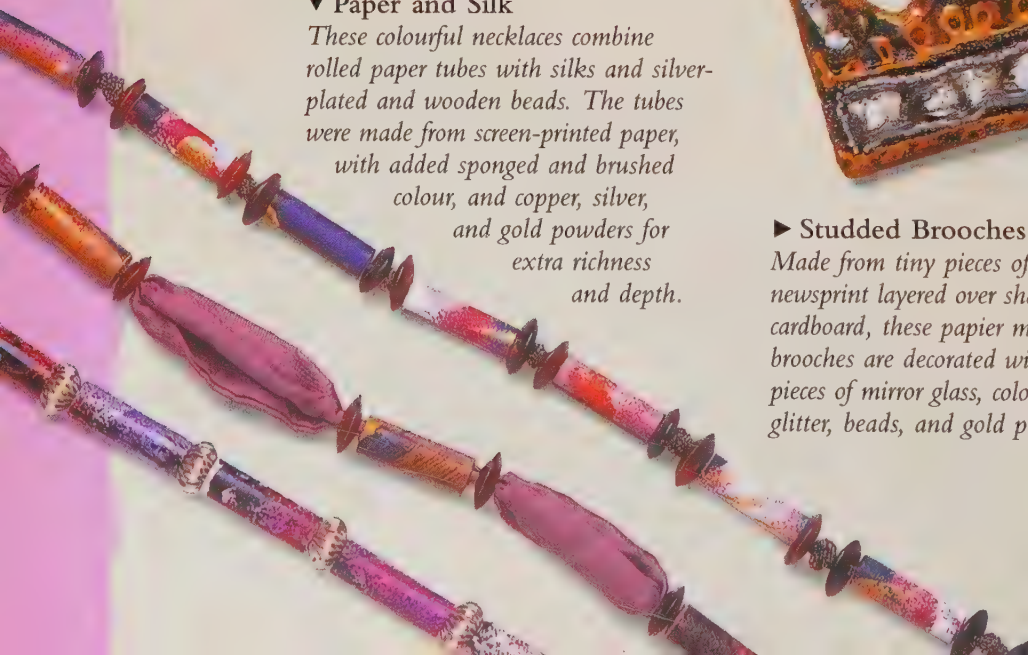 ▼ Paper and Silk
These colourful necklaces combine
rolled paper tubes with silks and silver-
plated and wooden beads. The tubes
were made from screen-printed paper,
with added sponged and brushed
colour, and copper, silver,
and gold powders for
extra richness
and depth.
► Studded Brooches
Made from tiny pieces of
newsprint layered over
cardboard, these papier
brooches are decorated
pieces of mirror glass,
glitter, beads, and gold